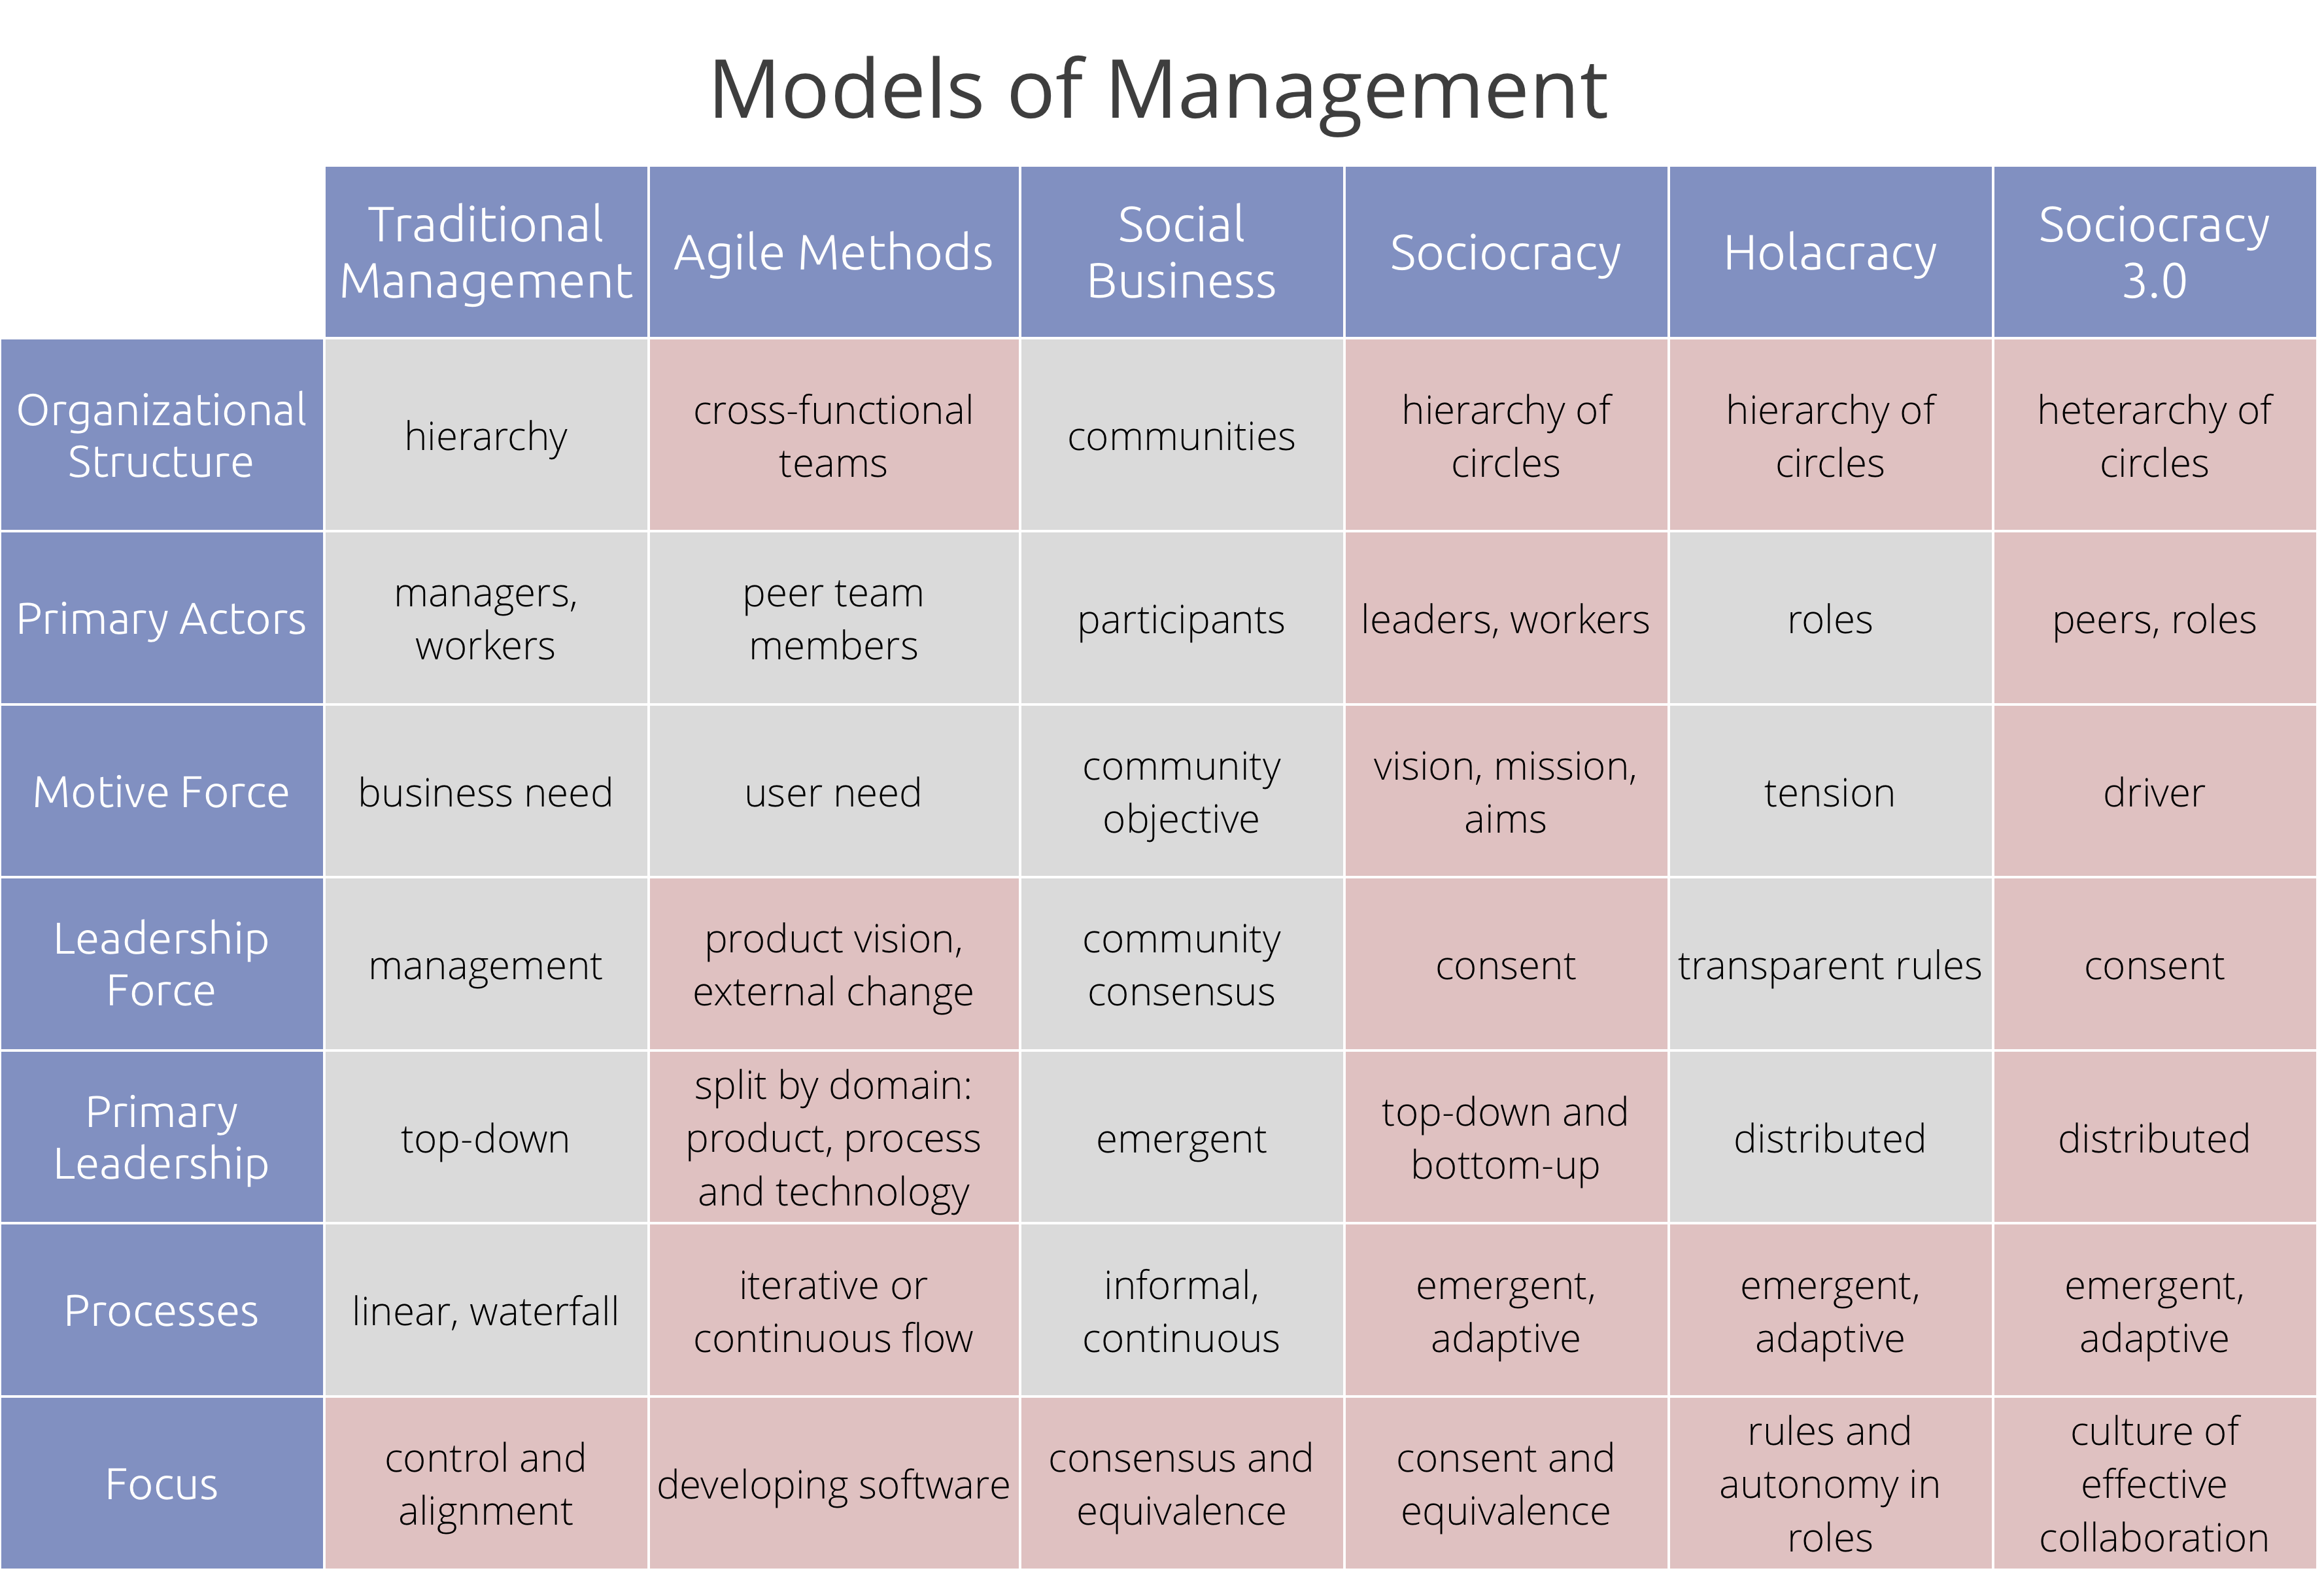 Models of Management
Traditional
Management
Agile Methods
Social
Business
Sociocracy
Holacracy
Sociocracy
3.0
Organizational
Structure
hierarchy
cross-functional
teams
communities
hierarchy of
circles
hierarchy of
circles
heterarchy of
circles
Primary Actors
managers,
workers
peer team
members
participants
leaders, workers
roles
peers, roles
Motive Force
business need
user need
community
objective
vision, mission,
aims
tension
driver
Leadership
Force
management
product vision,
external change
community
consensus
consent
transparent rules
consent
Primary
Leadership
top-down
split by domain:
product, process
and technology
emergent
top-down and
bottom-up
distributed
distributed
Processes
linear, waterfall
iterative or
continuous flow
informal,
continuous
emergent,
adaptive
emergent,
adaptive
emergent,
adaptive
Focus
control and
alignment
developing software
consensus and
equivalence
consent and
equivalence
rules and
autonomy in
roles
culture of
effective
collaboration